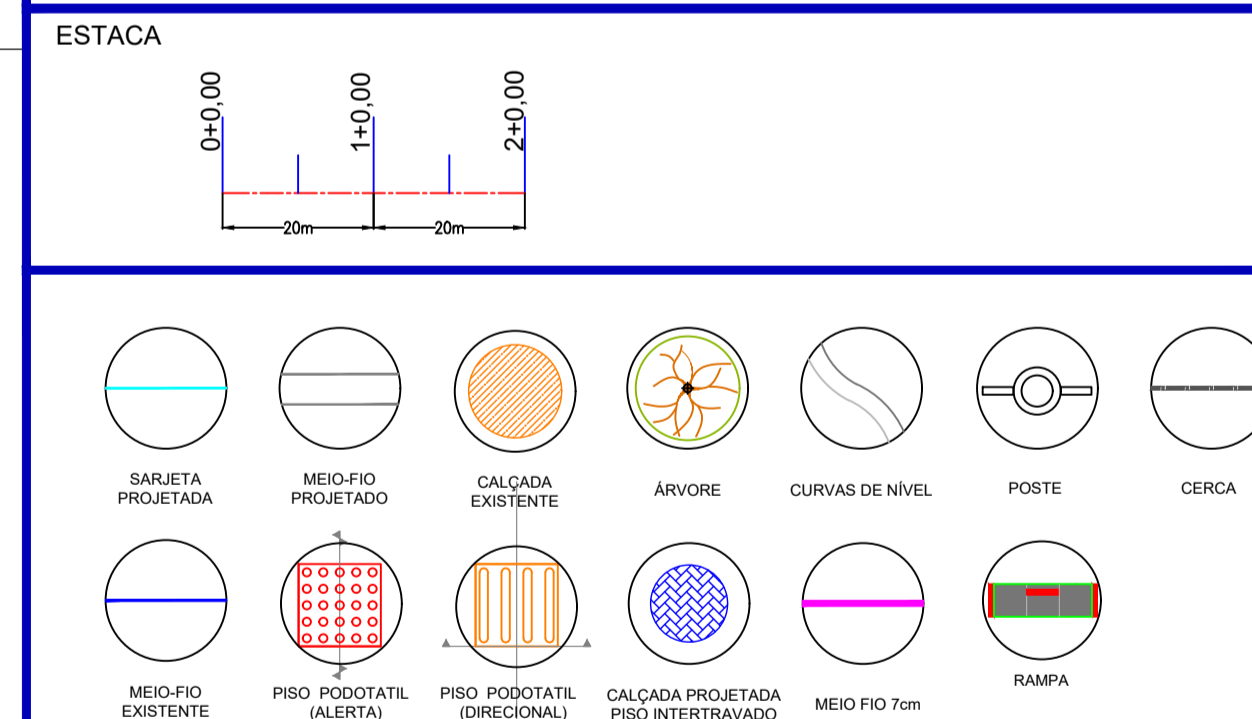 ESTACA
0+0,00
1+0,00
2+0,00
20m
20m
SARJETA
PROJETADA
MEIO-FIO
PROJETADO
CALÇADA
EXISTENTE
ÁRVORE
CURVAS DE NÍVEL
POSTE
CERCA
MEIO-FIO
EXISTENTE
PISO PODOTATIL
(ALERTA)
PISO PODOTATIL
(DIRECIONAL)
CALÇADA PROJETADA
PISO INTERTRAVADO
MEIO FIO 7cm
RAMPA